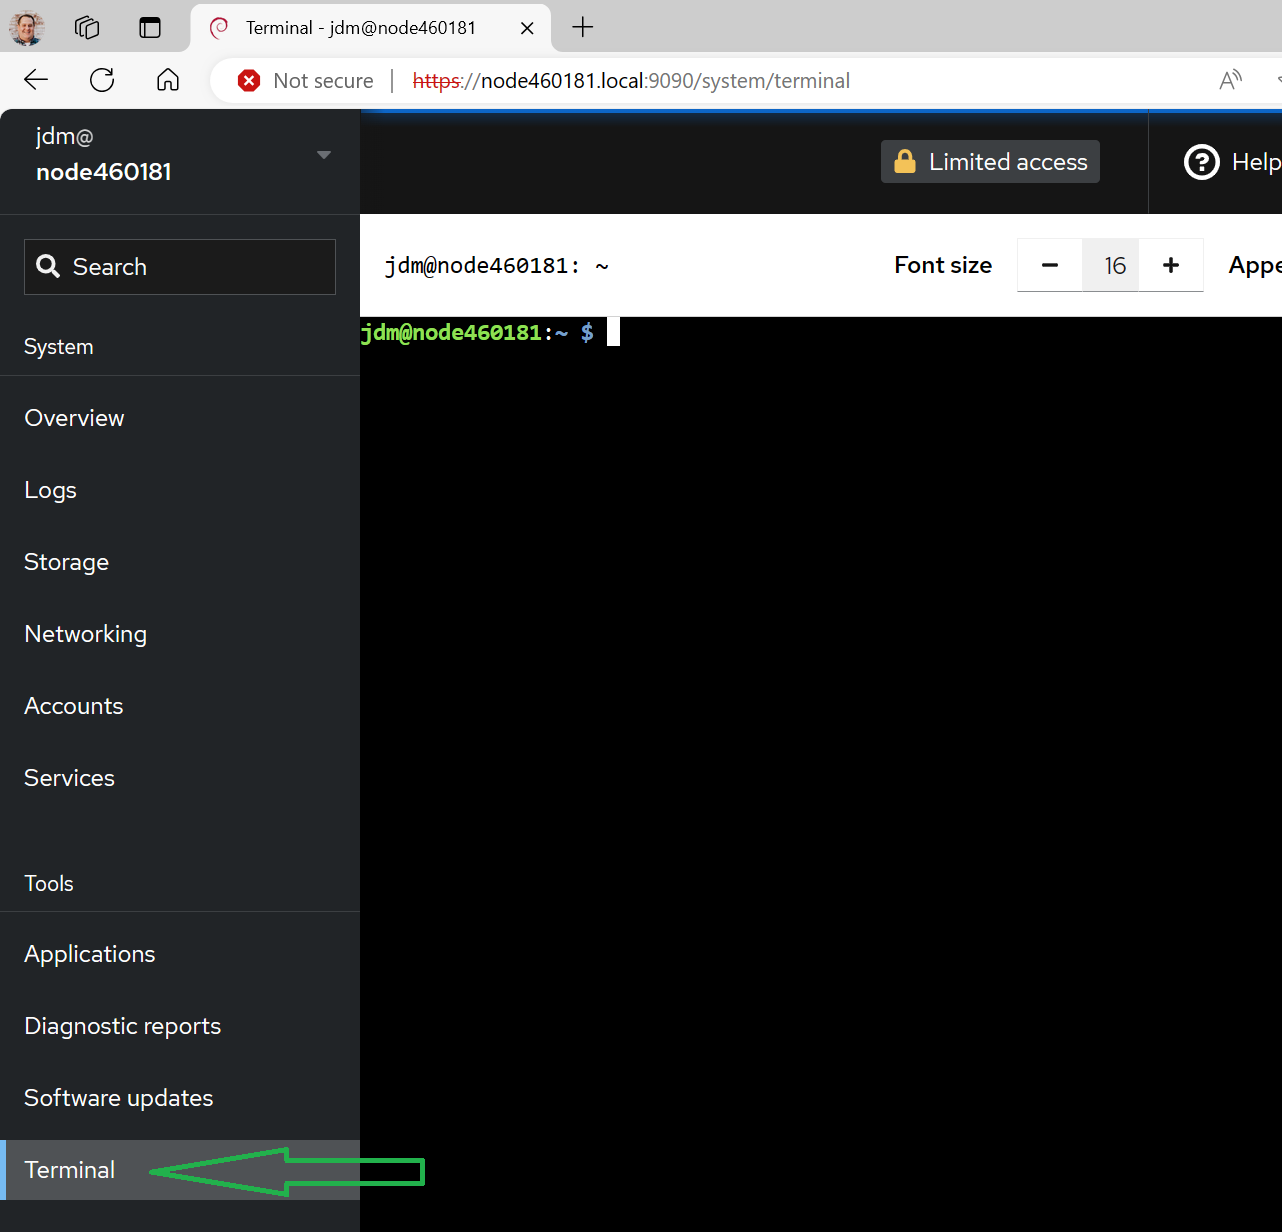 Terminal - jdm@node460181
Not secure https://node460181.local:9090/system/terminal
jdm@
node460181
Limited access
Help
Search
jdm@node460181: ~
Font size
16
Appe
jdm@node460181:~ $
System
Overview
Logs
Storage
Networking
Accounts
Services
Tools
Applications
Diagnostic reports
Software updates
Terminal